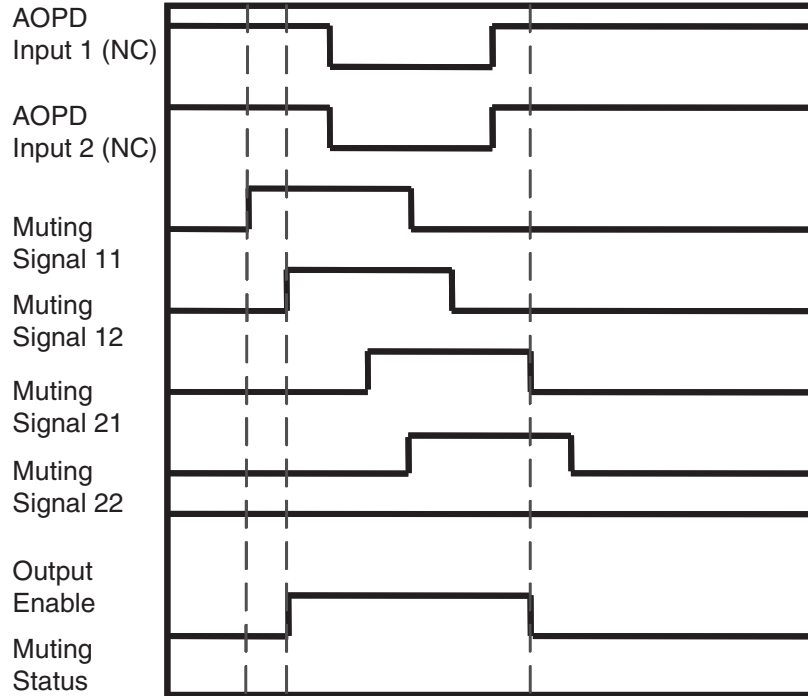 AOPD
Input 1 (NC)
AOPD
Input 2 (NC)
Muting
Signal 11
Muting
Signal 12
Muting
Signal 21
Muting
Signal 22
Output
Enable
Muting
Status